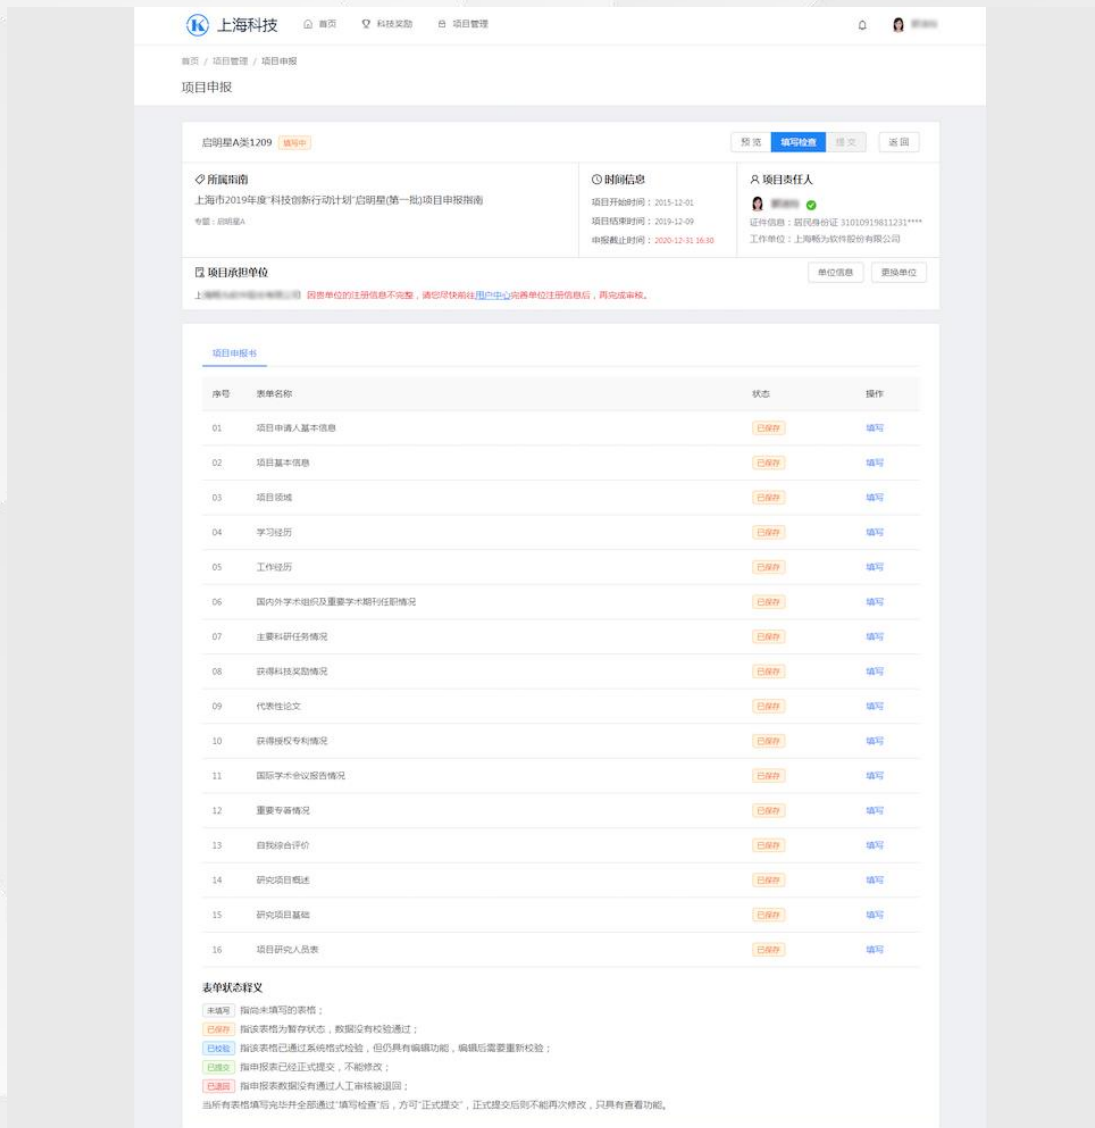 上海科技 首页 科技奖励 项目管理
首页 / 项目管理 / 项目申报
项目申报
启明星A类1209 填写中 预览 填写检查 提交 返回
所属指南
上海市2019年度“科技创新行动计划”启明星(第一批)项目申报指南
专题：启明星A
时间信息
项目开始时间：2015-12-01
项目结束时间：2019-12-09
申报截止时间：2020-12-31 16:30
项目责任人
证件信息：居民身份证 31010919811231****
工作单位：上海畅为软件股份有限公司
项目承担单位 单位信息 更换单位
因贵单位的注册信息不完整，请您尽快前往用户中心完善单位注册信息后，再完成审核。
项目申报书
序号 表单名称 状态 操作
01 项目申请人基本信息 已保存 填写
02 项目基本信息 已保存 填写
03 项目领域 已保存 填写
04 学习经历 已保存 填写
05 工作经历 已保存 填写
06 国内外学术组织及重要学术期刊任职情况 已保存 填写
07 主要科研任务情况 已保存 填写
08 获得科技奖励情况 已保存 填写
09 代表性论文 已保存 填写
10 获得授权专利情况 已保存 填写
11 国际学术会议报告情况 已保存 填写
12 重要专著情况 已保存 填写
13 自我综合评价 已保存 填写
14 研究项目概述 已保存 填写
15 研究项目基础 已保存 填写
16 项目研究人员表 已保存 填写
表单状态释义
未填写 指尚未填写的表格；
已保存 指该表格为暂存状态，数据没有校验通过；
已校验 指该表格已通过系统格式检验，但仍具有编辑功能，编辑后需要重新校验；
已提交 指申报表已经正式提交，不能修改；
已退回 指申报表数据没有通过人工审核被退回；
当所有表格填写完毕并全部通过“填写检查”后，方可“正式提交”，正式提交后则不能再次修改，只具有查看功能。